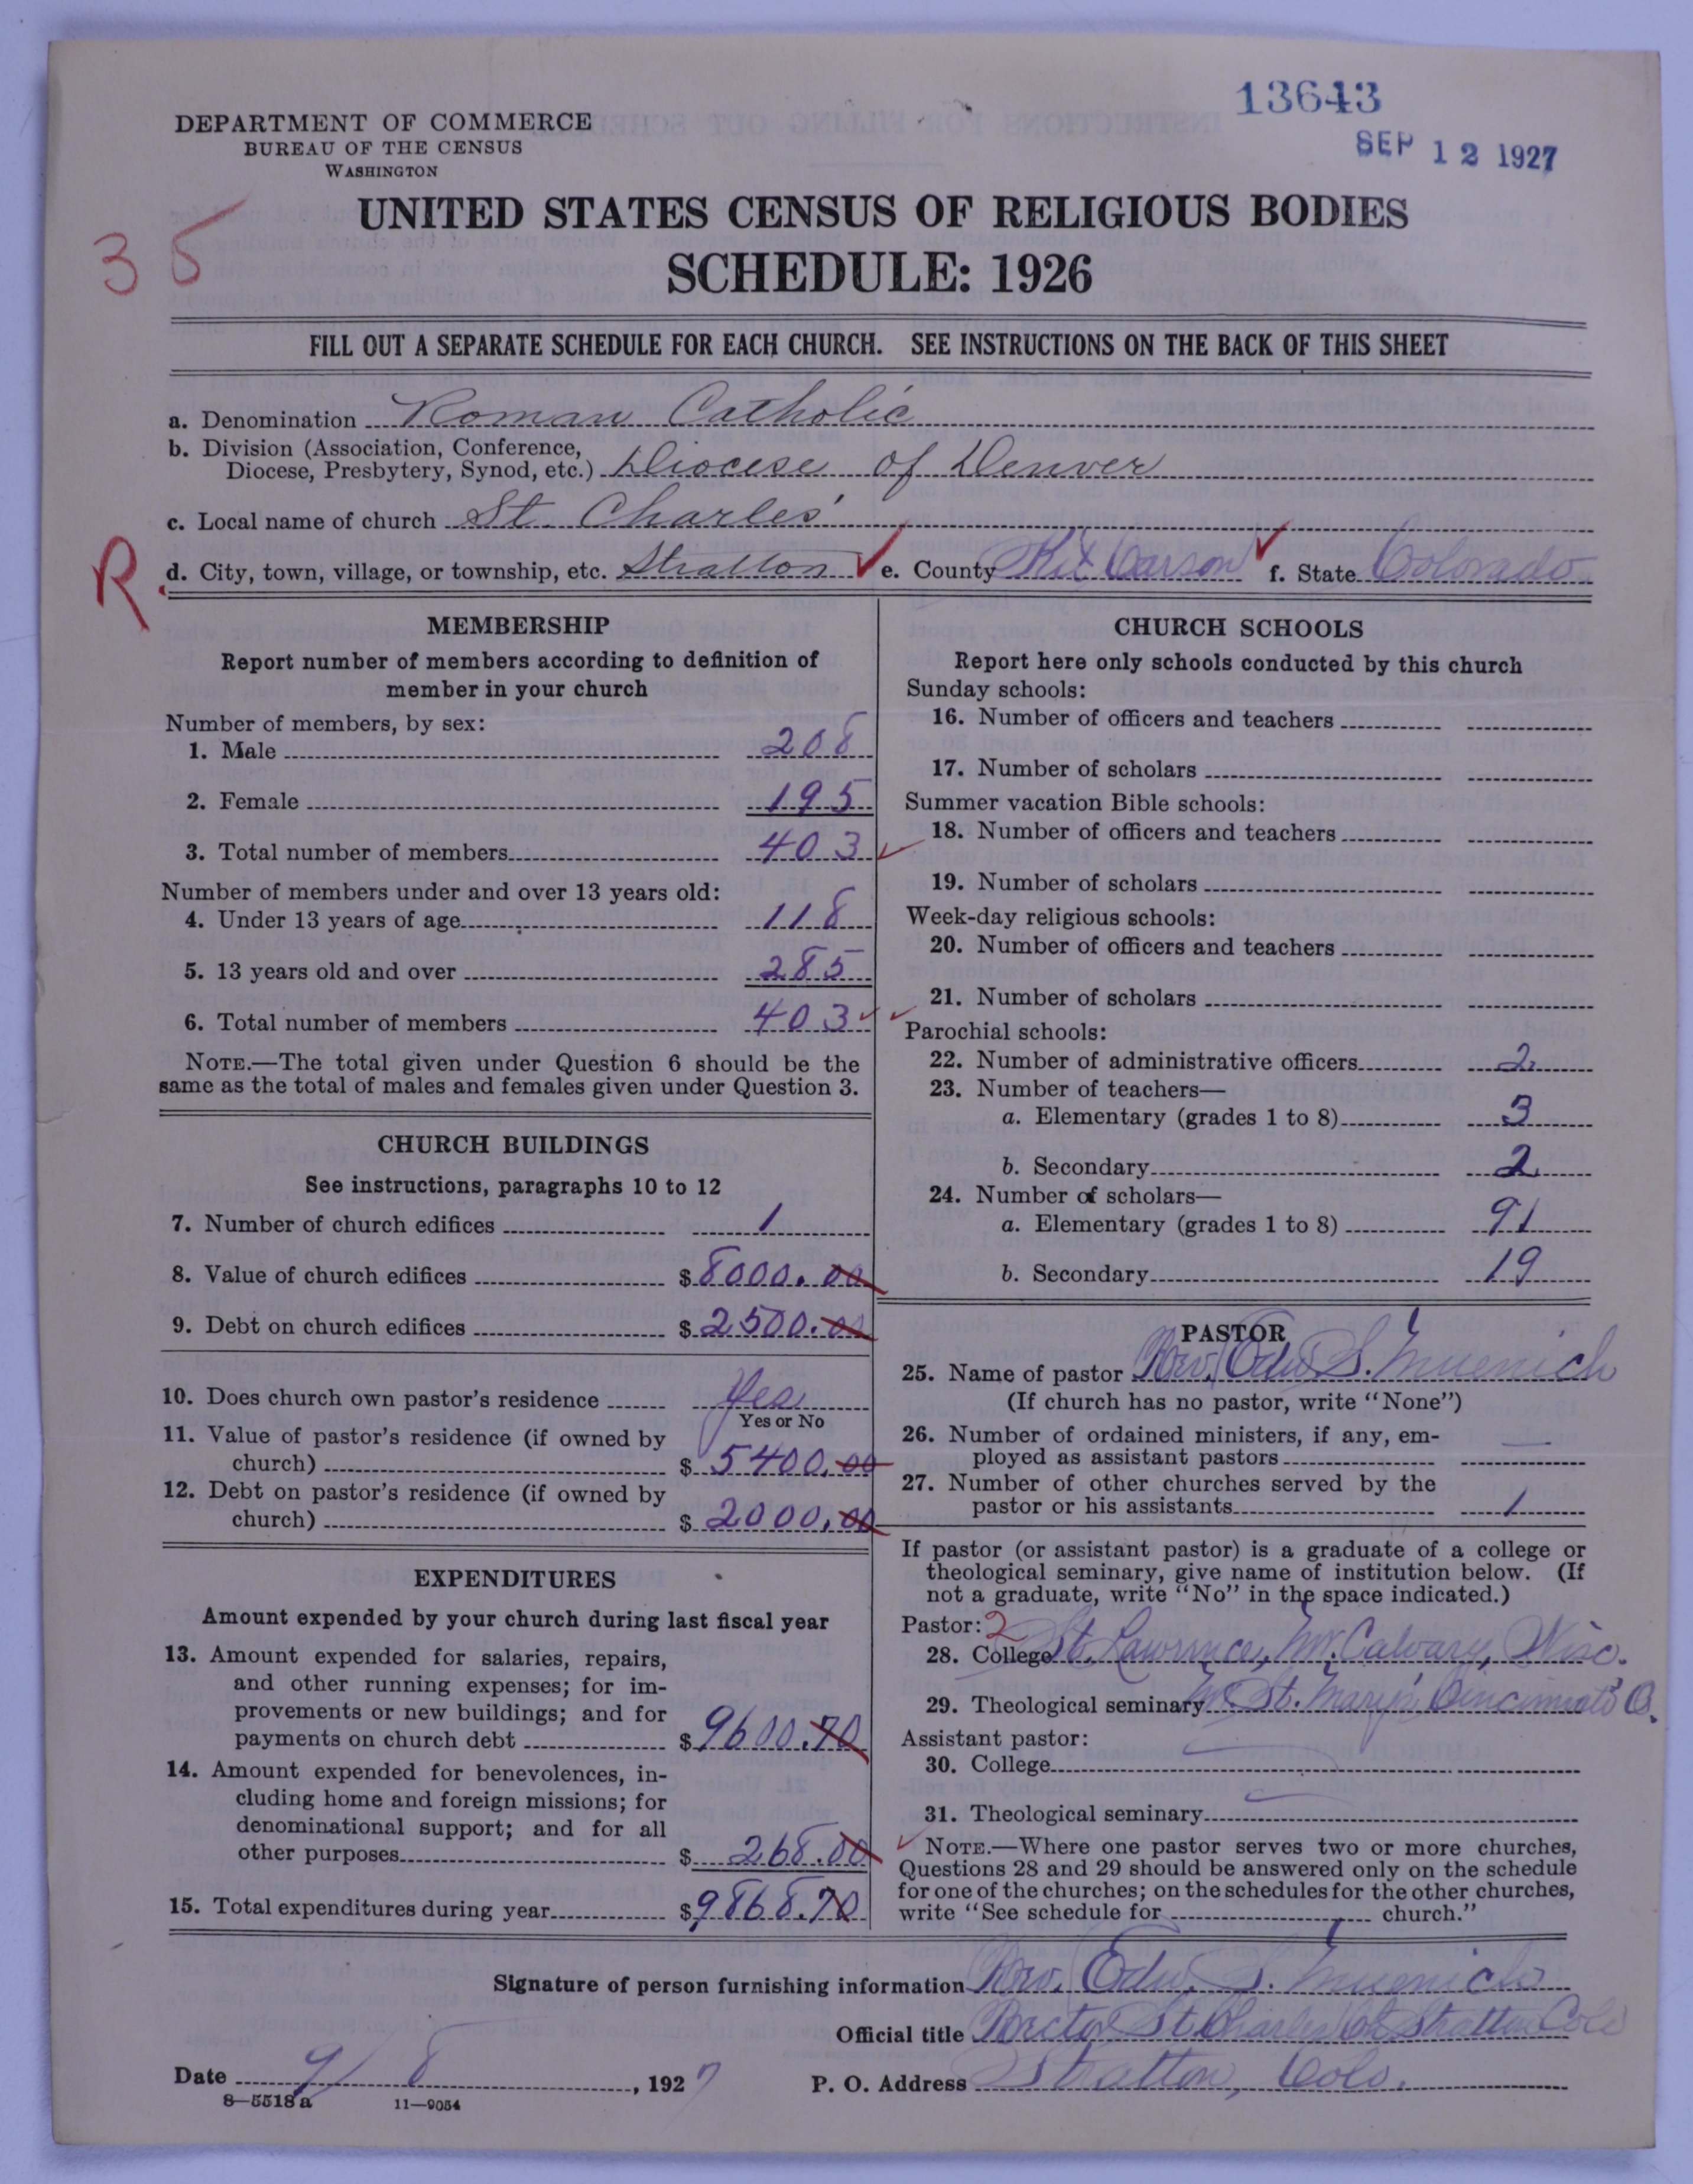 13643
SEP 12 1927
DEPARTMENT OF COMMERCE
BUREAU OF THE CENSUS
WASHINGTON
UNITED STATES CENSUS OF RELIGIOUS BODIES
SCHEDULE: 1926
35
FILL OUT A SEPARATE SCHEDULE FOR EACH CHURCH. SEE INSTRUCTIONS ON THE BACK OF THIS SHEET
a. Denomination Roman Catholic
b. Division (Association, Conference,
Diocese, Presbytery, Synod, etc.) Diocese of Denver
c. Local name of church St. Charles'
R.
d. City, town, village, or township, etc. Stratton e. County Kit Carson f. State Colorado.
MEMBERSHIP
Report number of members according to definition of
member in your church
Number of members, by sex:
1. Male 208
2. Female 195
3. Total number of members 403
Number of members under and over 13 years old:
4. Under 13 years of age 118
5. 13 years old and over 285
6. Total number of members 403
NOTE.—The total given under Question 6 should be the
same as the total of males and females given under Question 3.
CHURCH BUILDINGS
See instructions, paragraphs 10 to 12
7. Number of church edifices 1
8. Value of church edifices $8000.00
9. Debt on church edifices $2500.00
10. Does church own pastor's residence Yes
Yes or No
11. Value of pastor's residence (if owned by
church) $5400.00
12. Debt on pastor's residence (if owned by
church) $2000.00
EXPENDITURES
Amount expended by your church during last fiscal year
13. Amount expended for salaries, repairs,
and other running expenses; for im-
provements or new buildings; and for
payments on church debt $9600.70
14. Amount expended for benevolences, in-
cluding home and foreign missions; for
denominational support; and for all
other purposes $268.00
15. Total expenditures during year $9868.70
CHURCH SCHOOLS
Report here only schools conducted by this church
Sunday schools:
16. Number of officers and teachers
17. Number of scholars
Summer vacation Bible schools:
18. Number of officers and teachers
19. Number of scholars
Week-day religious schools:
20. Number of officers and teachers
21. Number of scholars
Parochial schools:
22. Number of administrative officers 2
23. Number of teachers—
a. Elementary (grades 1 to 8) 3
b. Secondary 2
24. Number of scholars—
a. Elementary (grades 1 to 8) 91
b. Secondary 19
PASTOR
25. Name of pastor Rev. Edw. S. Muenich
(If church has no pastor, write "None")
26. Number of ordained ministers, if any, em-
ployed as assistant pastors —
27. Number of other churches served by the
pastor or his assistants 1
If pastor (or assistant pastor) is a graduate of a college or
theological seminary, give name of institution below. (If
not a graduate, write "No" in the space indicated.)
Pastor: 2
28. College St. Lawrence, Mt. Calvary, Wisc.
29. Theological seminary Mt. St. Mary's Cincinnati O.
Assistant pastor:
30. College
31. Theological seminary
NOTE.—Where one pastor serves two or more churches,
Questions 28 and 29 should be answered only on the schedule
for one of the churches; on the schedules for the other churches,
write "See schedule for church."
Signature of person furnishing information Rev. Edw. S. Muenich
Official title Rector St. Charles Ch. Stratton Colo
Date 9/8, 1927 P. O. Address Stratton, Colo.
8—5518a 11—9054